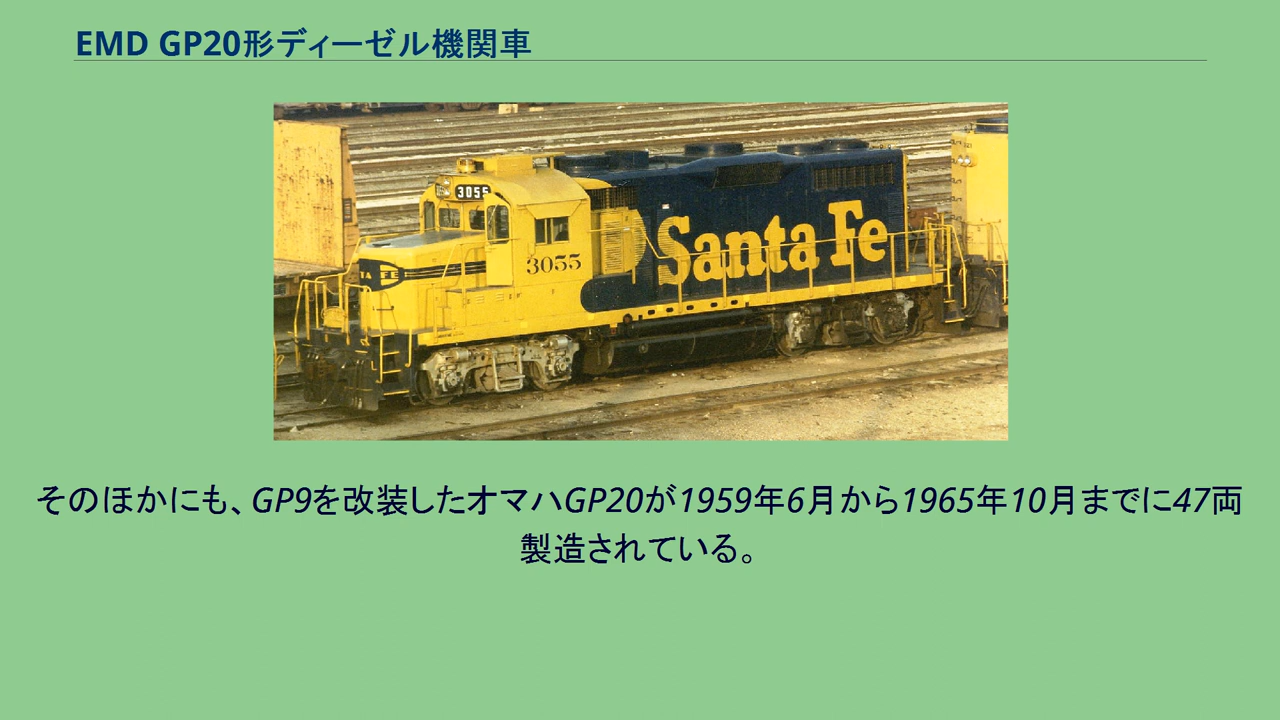 EMD GP20形ディーゼル機関車
3055
3055
Santa Fe
TA FE
そのほかにも、GP9を改装したオマハGP20が1959年6月から1965年10月までに47両
製造されている。